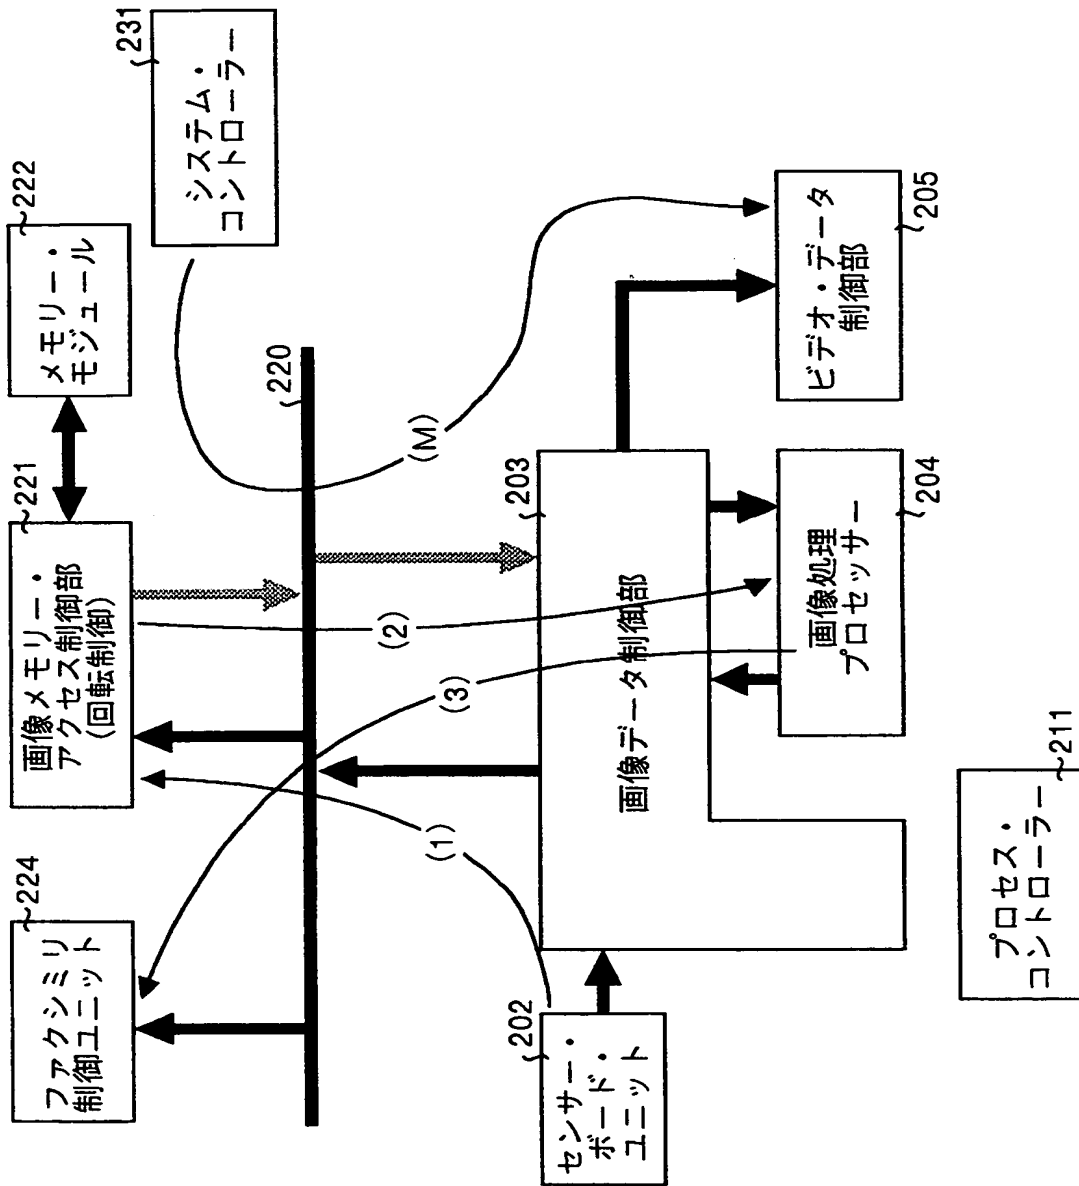 ファクシミリ
制御ユニット
224
画像メモリー・
アクセス制御部
(回転制御)
221
メモリー・
モジュール
222
システム・
コントローラー
231
220
(1)
(3)
(2)
(M)
センサー・
ボード・
ユニット
202
画像データ制御部
203
画像処理
プロセッサー
204
ビデオ・データ
制御部
205
プロセス・
コントローラー
211